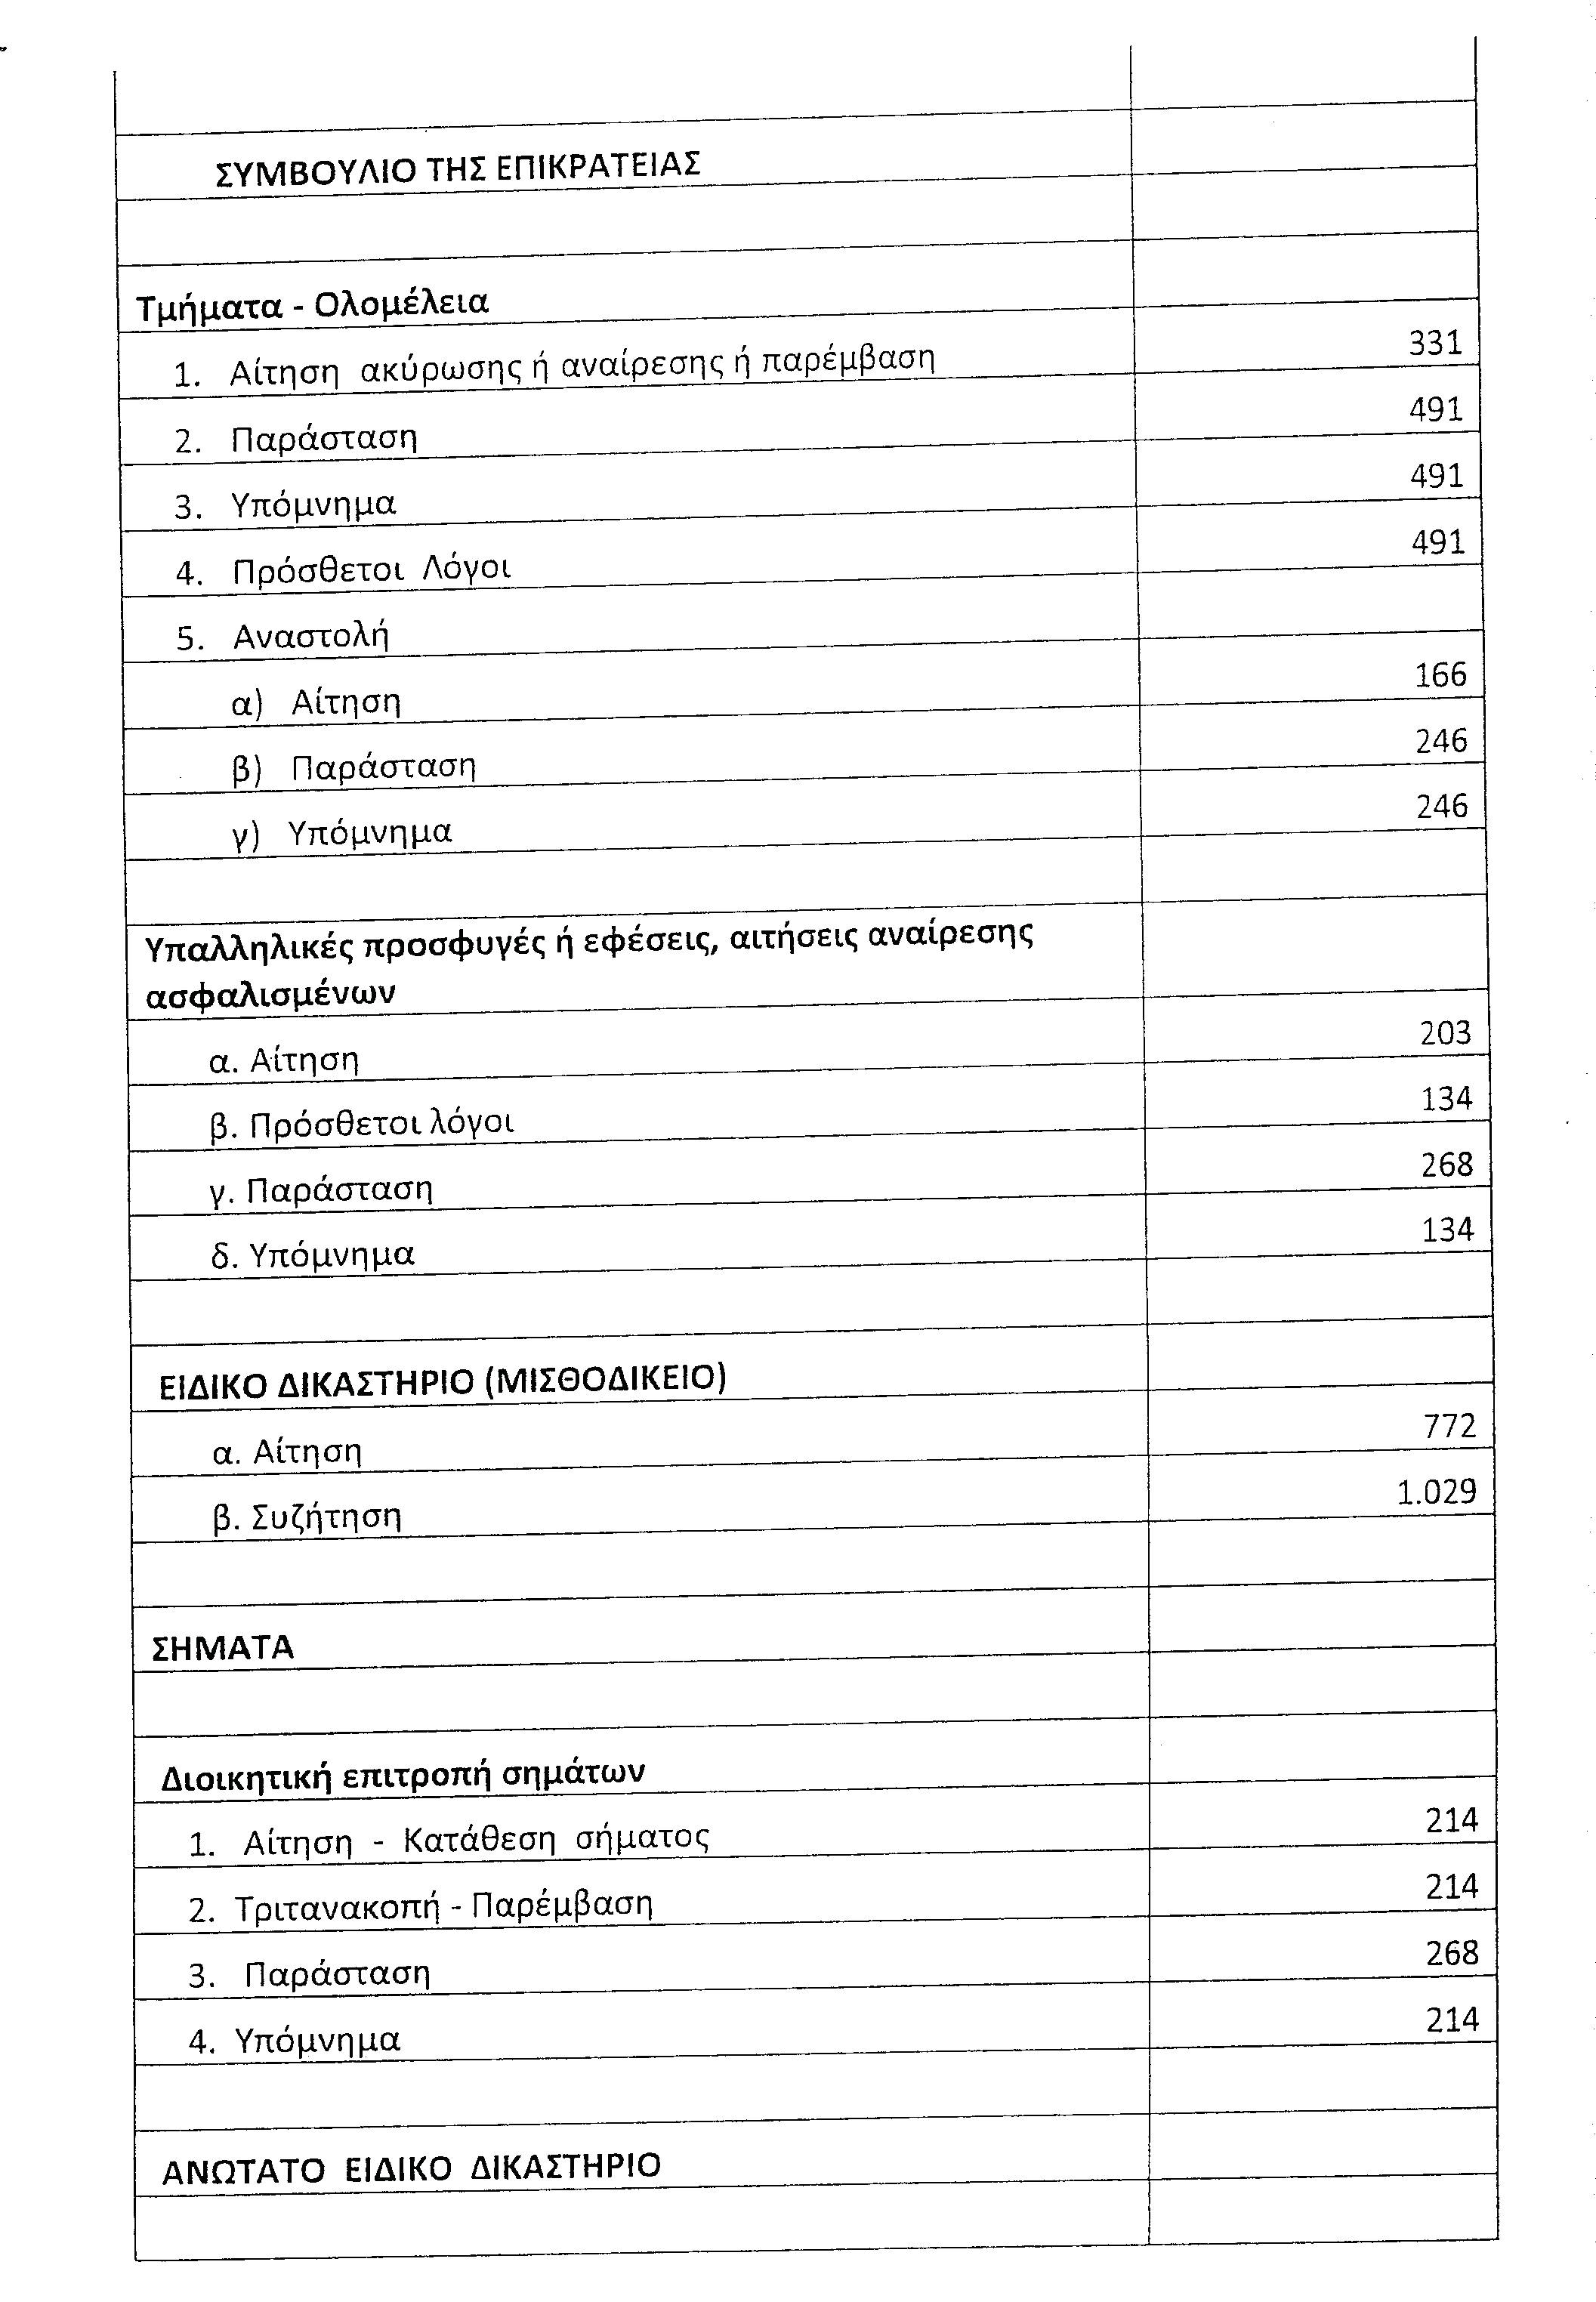 ΣΥΜΒΟΥΛΙΟ ΤΗΣ ΕΠΙΚΡΑΤΕΙΑΣ
Τμήματα - Ολομέλεια
1. Αίτηση ακύρωσης ή αναίρεσης ή παρέμβαση 331
2. Παράσταση 491
3. Υπόμνημα 491
4. Πρόσθετοι Λόγοι 491
5. Αναστολή
α) Αίτηση 166
β) Παράσταση 246
γ) Υπόμνημα 246
Υπαλληλικές προσφυγές ή εφέσεις, αιτήσεις αναίρεσης
ασφαλισμένων
α. Αίτηση 203
β. Πρόσθετοι λόγοι 134
γ. Παράσταση 268
δ. Υπόμνημα 134
ΕΙΔΙΚΟ ΔΙΚΑΣΤΗΡΙΟ (ΜΙΣΘΟΔΙΚΕΙΟ)
α. Αίτηση 772
β. Συζήτηση 1.029
ΣΗΜΑΤΑ
Διοικητική επιτροπή σημάτων
1. Αίτηση - Κατάθεση σήματος 214
2. Τριτανακοπή - Παρέμβαση 214
3. Παράσταση 268
4. Υπόμνημα 214
ΑΝΩΤΑΤΟ ΕΙΔΙΚΟ ΔΙΚΑΣΤΗΡΙΟ